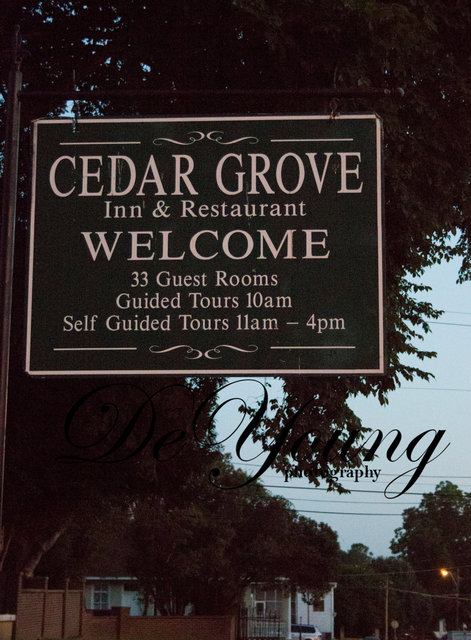 CEDAR GROVE
Inn & Restaurant
WELCOME
33 Guest Rooms
Guided Tours 10am
Self Guided Tours 11am – 4pm
DeYoung
photography